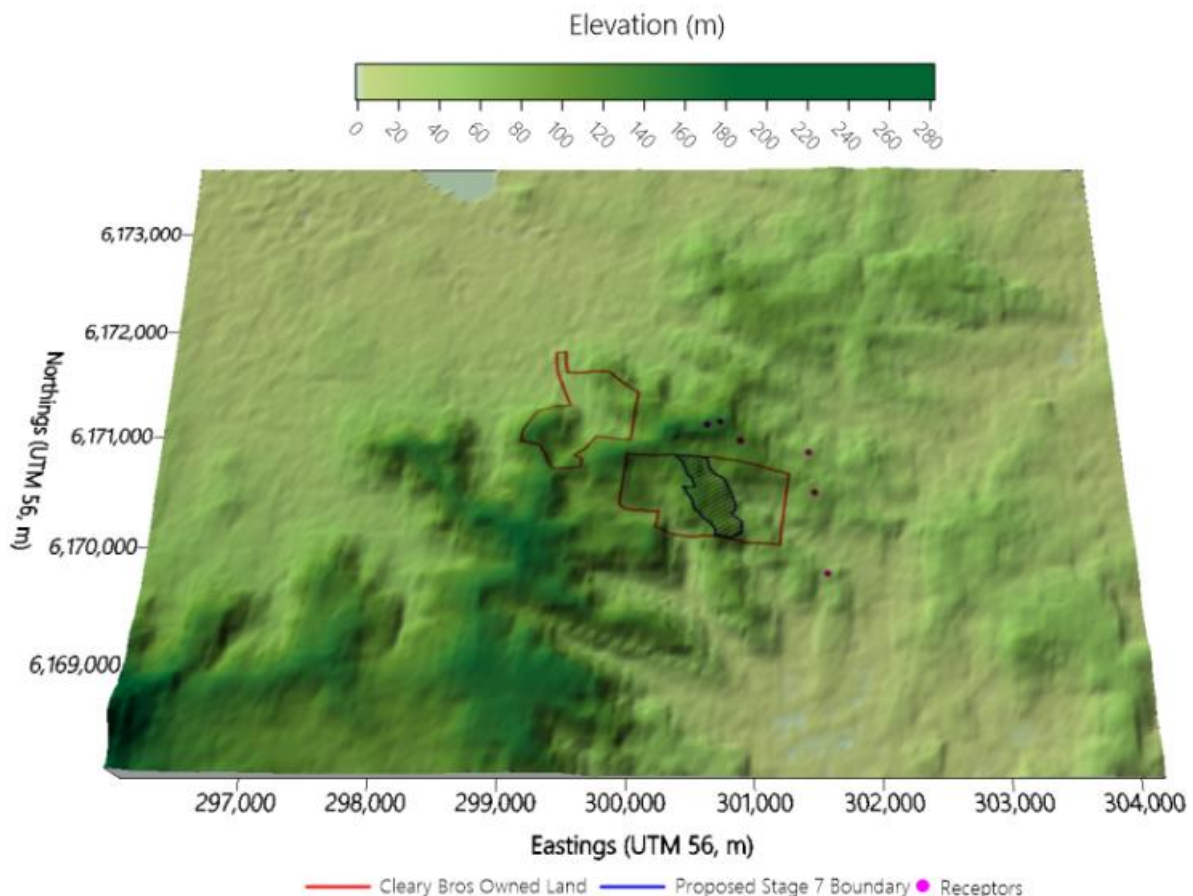 Elevation (m)
0 20 40 60 80 100 120 140 160 180 200 220 240 260 280
6,173,000
6,172,000
6,171,000
6,170,000
6,169,000
Northings (UTM 56, m)
297,000 298,000 299,000 300,000 301,000 302,000 303,000 304,000
Eastings (UTM 56, m)
Cleary Bros Owned Land Proposed Stage 7 Boundary Receptors